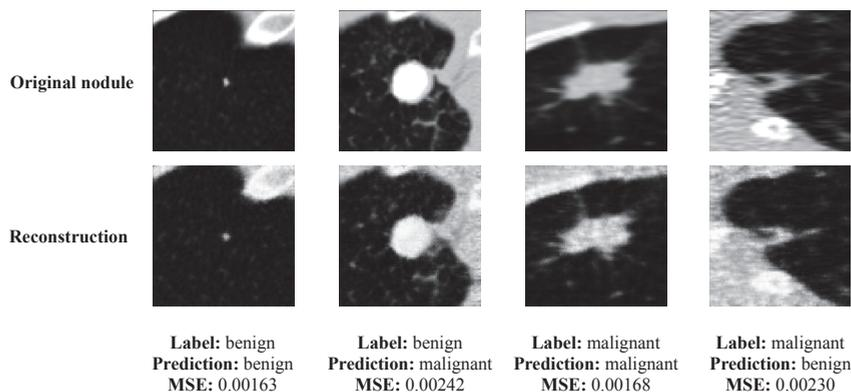 Original nodule
Reconstruction
Label: benign
Prediction: benign
MSE: 0.00163
Label: benign
Prediction: malignant
MSE: 0.00242
Label: malignant
Prediction: malignant
MSE: 0.00168
Label: malignant
Prediction: benign
MSE: 0.00230